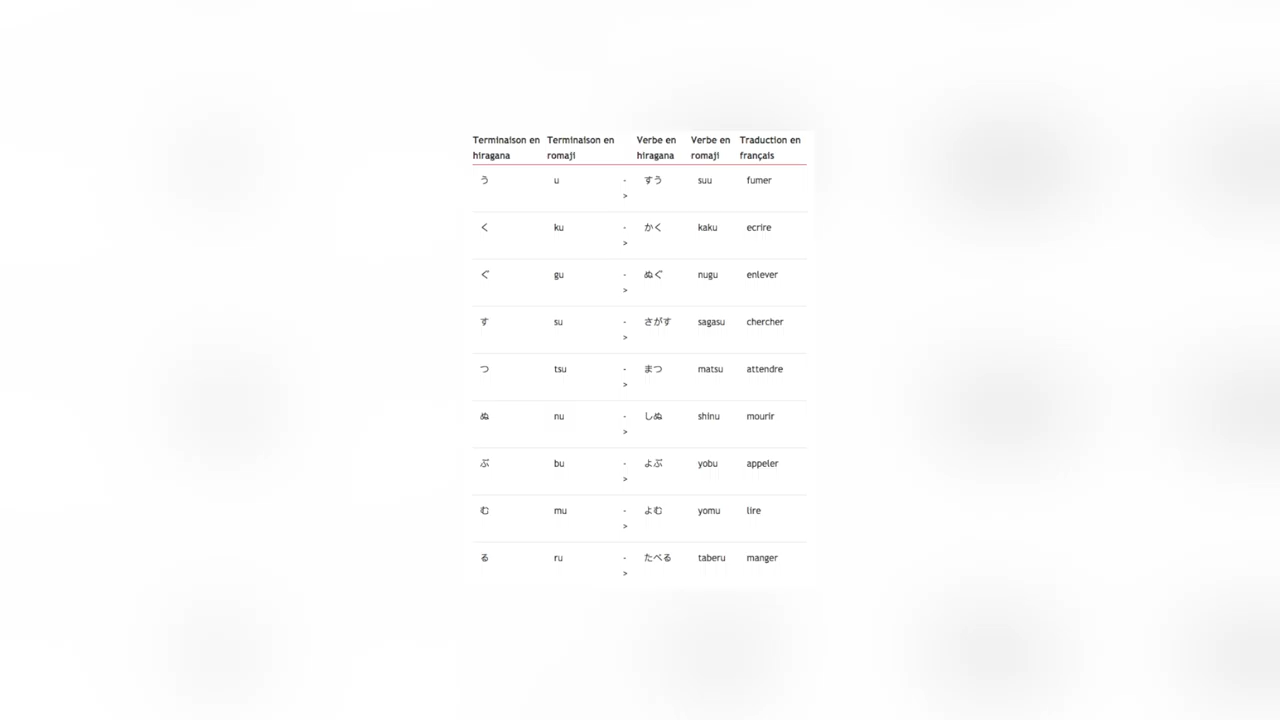 Terminaison en Terminaison en Verbe en Verbe en Traduction en
hiragana romaji hiragana romaji français
う u - すう suu fumer
>
く ku - かく kaku ecrire
>
ぐ gu - ぬぐ nugu enlever
>
す su - さがす sagasu chercher
>
つ tsu - まつ matsu attendre
>
ぬ nu - しぬ shinu mourir
>
ぶ bu - よぶ yobu appeler
>
む mu - よむ yomu lire
>
る ru - たべる taberu manger
>